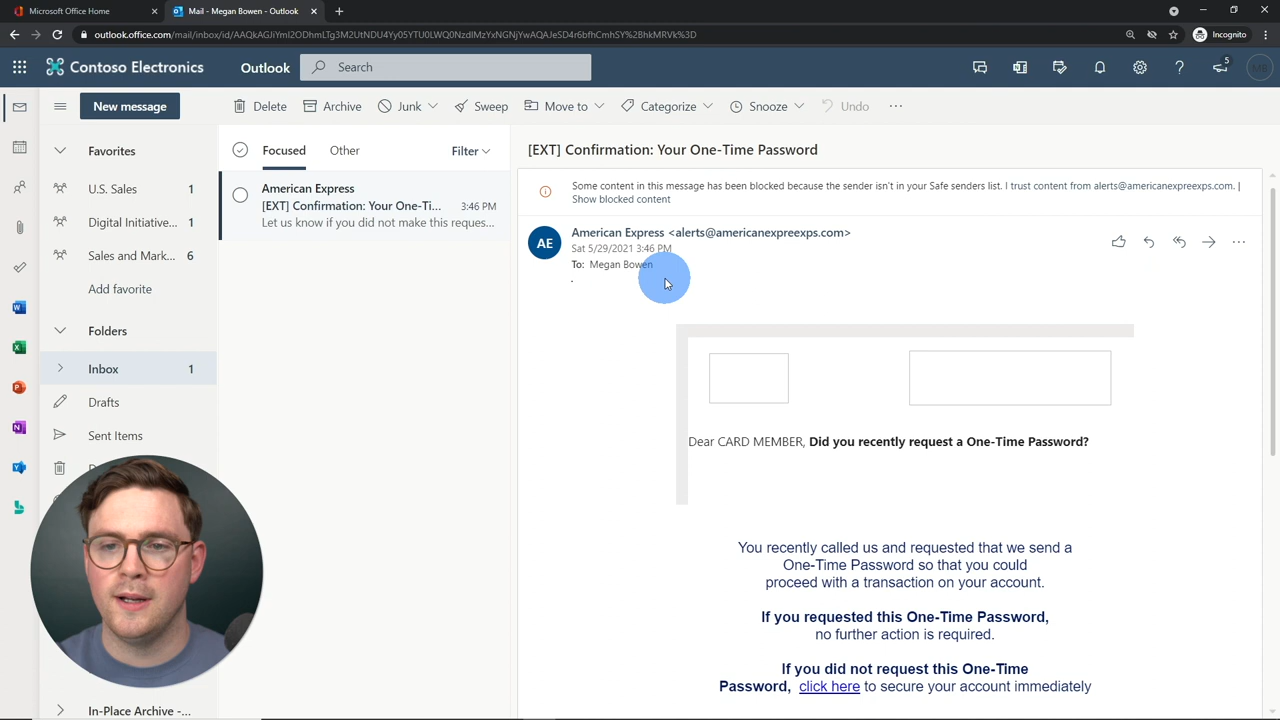 Microsoft Office Home
Mail - Megan Bowen - Outlook
outlook.office.com/mail/inbox/id/AAQkAGJiYmI2ODhmLTg3M2UtNDU4Yy05YTU0LWQ0NzdlMzYxNGNjYwAQAJeSD4r6bfhCmhSY%2BhkMRVk%3D
Incognito
Contoso Electronics
Outlook
Search
5
New message
Delete
Archive
Junk
Sweep
Move to
Categorize
Snooze
Undo
Favorites
U.S. Sales 1
Digital Initiative... 1
Sales and Mark... 6
Add favorite
Folders
Inbox 1
Drafts
Sent Items
In-Place Archive -...
Focused
Other
Filter
American Express
[EXT] Confirmation: Your One-Ti... 3:46 PM
Let us know if you did not make this reques...
[EXT] Confirmation: Your One-Time Password
Some content in this message has been blocked because the sender isn't in your Safe senders list. I trust content from alerts@americanexpreexps.com. |
Show blocked content
AE
American Express <alerts@americanexpreexps.com>
Sat 5/29/2021 3:46 PM
To: Megan Bowen
.
Dear CARD MEMBER, Did you recently request a One-Time Password?
You recently called us and requested that we send a
One-Time Password so that you could
proceed with a transaction on your account.
If you requested this One-Time Password,
no further action is required.
If you did not request this One-Time
Password, click here to secure your account immediately